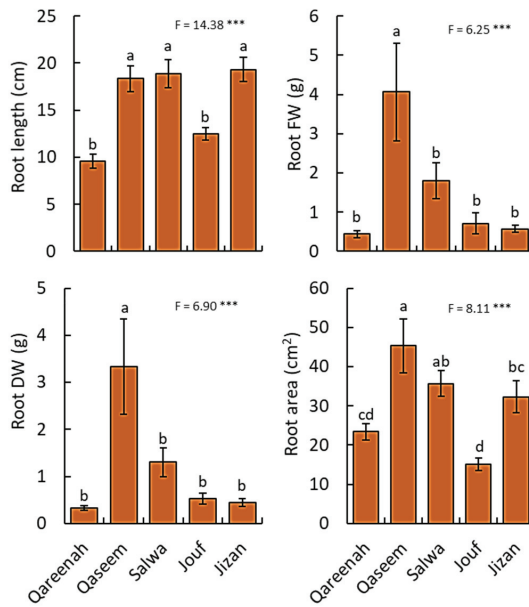 Root length (cm)
25
20
15
10
5
0
F = 14.38 ***
b
a
a
b
a
Root FW (g)
6
5
4
3
2
1
0
F = 6.25 ***
b
a
b
b
b
Root DW (g)
5
4
3
2
1
0
F = 6.90 ***
b
a
b
b
b
Qareenah
Qaseem
Salwa
Jouf
Jizan
Root area (cm²)
60
50
40
30
20
10
0
F = 8.11 ***
cd
a
ab
d
bc
Qareenah
Qaseem
Salwa
Jouf
Jizan